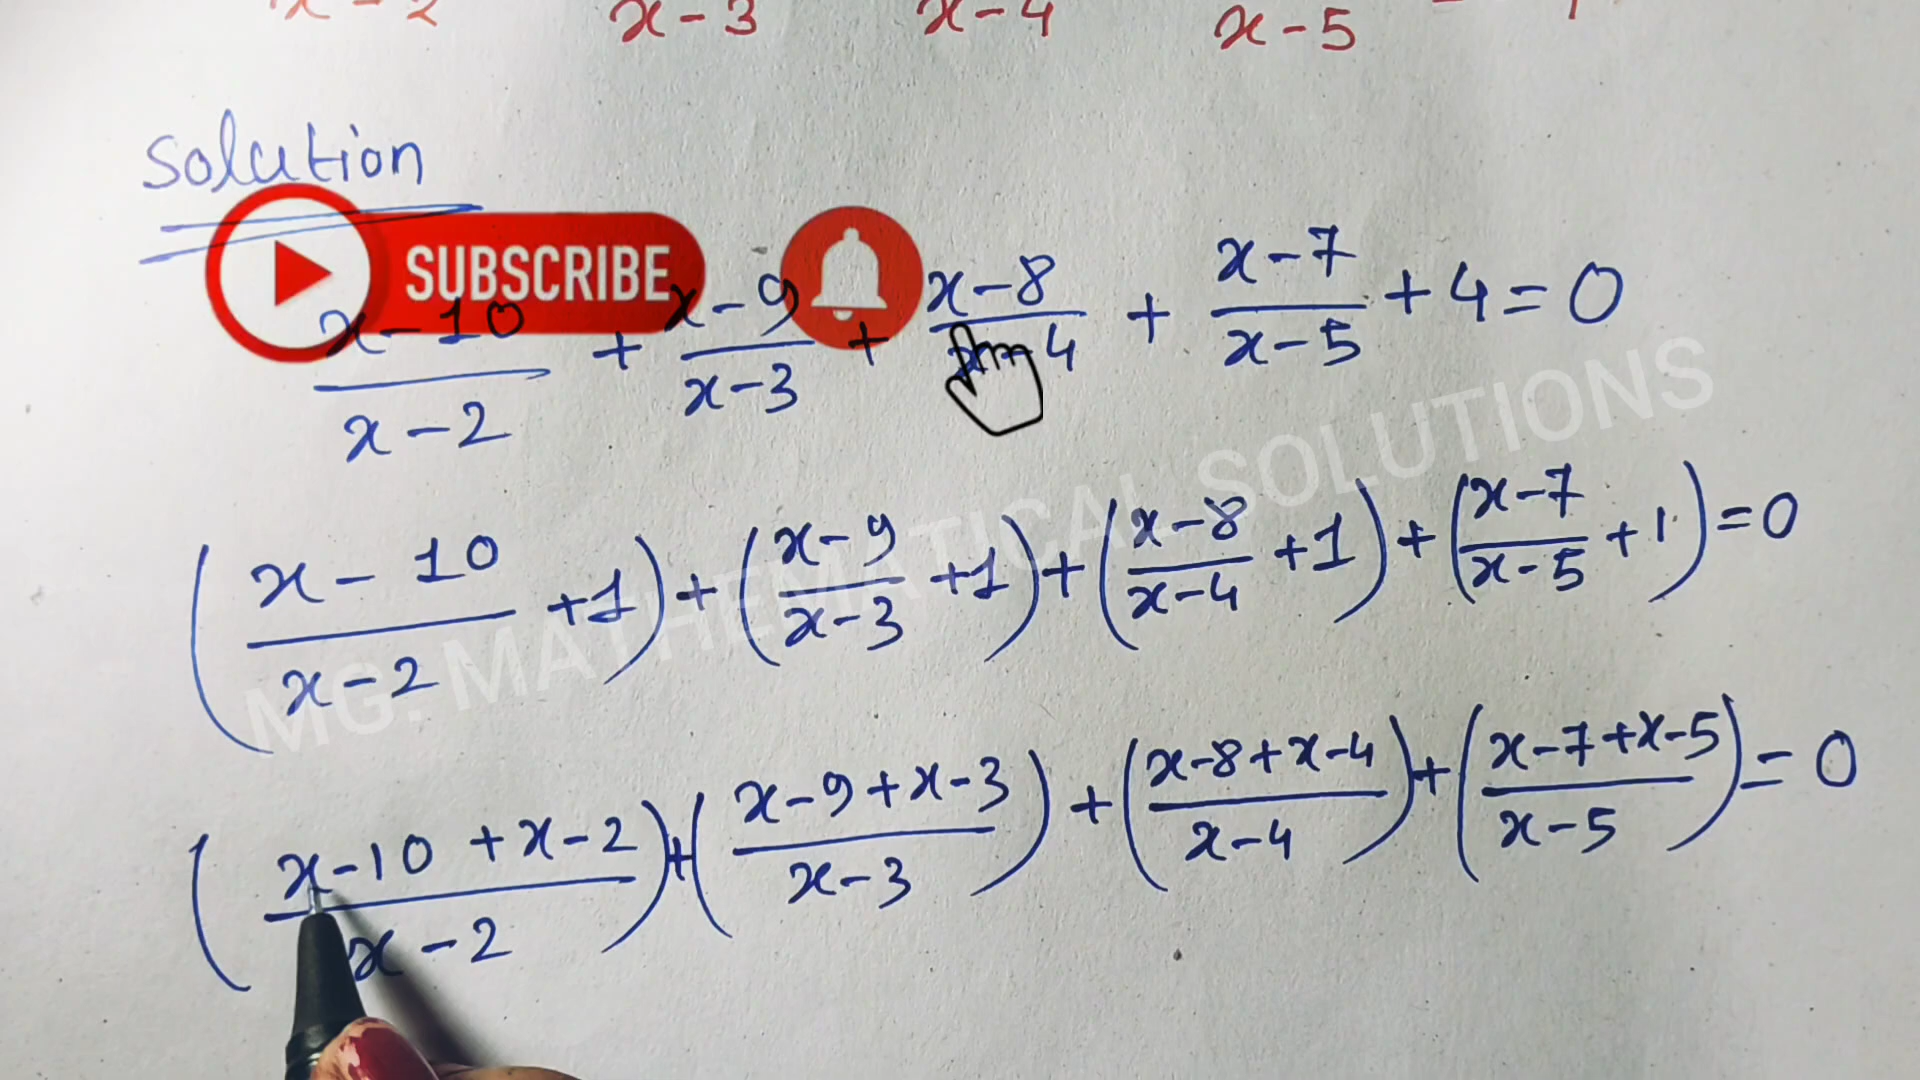 x-2 x-3 x-4 x-5
Solution
SUBSCRIBE
x-10/x-2 + x-9/x-3 + x-8/x-4 + x-7/x-5 + 4 = 0
(x-10/x-2 + 1) + (x-9/x-3 + 1) + (x-8/x-4 + 1) + (x-7/x-5 + 1) = 0
(x-10+x-2/x-2) + (x-9+x-3/x-3) + (x-8+x-4/x-4) + (x-7+x-5/x-5) = 0
MG. MATHEMATICAL SOLUTIONS